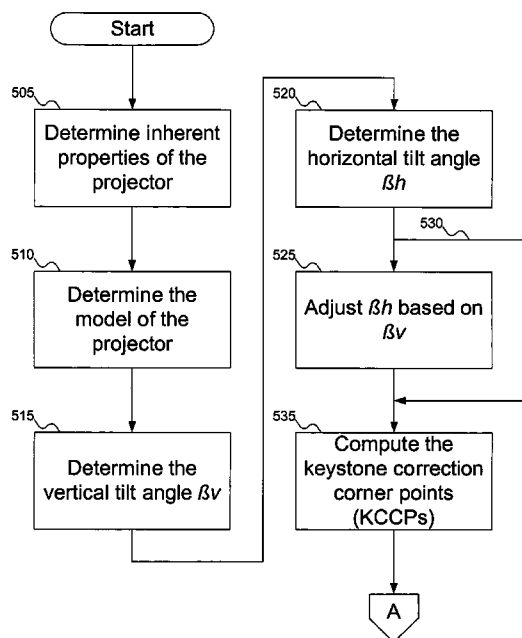 Start
505
Determine inherent
properties of the
projector
510
Determine the
model of the
projector
515
Determine the
vertical tilt angle ßv
520
Determine the
horizontal tilt angle
ßh
530
525
Adjust ßh based on
ßv
535
Compute the
keystone correction
corner points
(KCCPs)
A